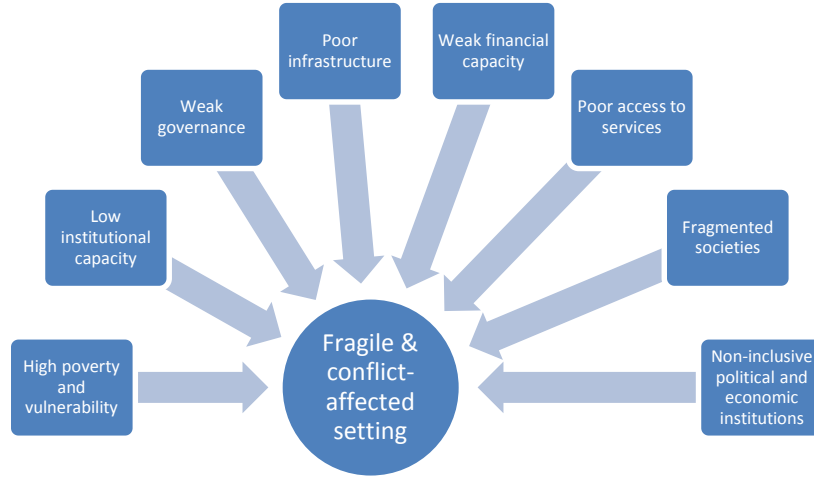 Poor
infrastructure
Weak financial
capacity
Weak
governance
Poor access to
services
Low
institutional
capacity
Fragmented
societies
High poverty
and
vulnerability
Fragile &
conflict-
affected
setting
Non-inclusive
political and
economic
institutions